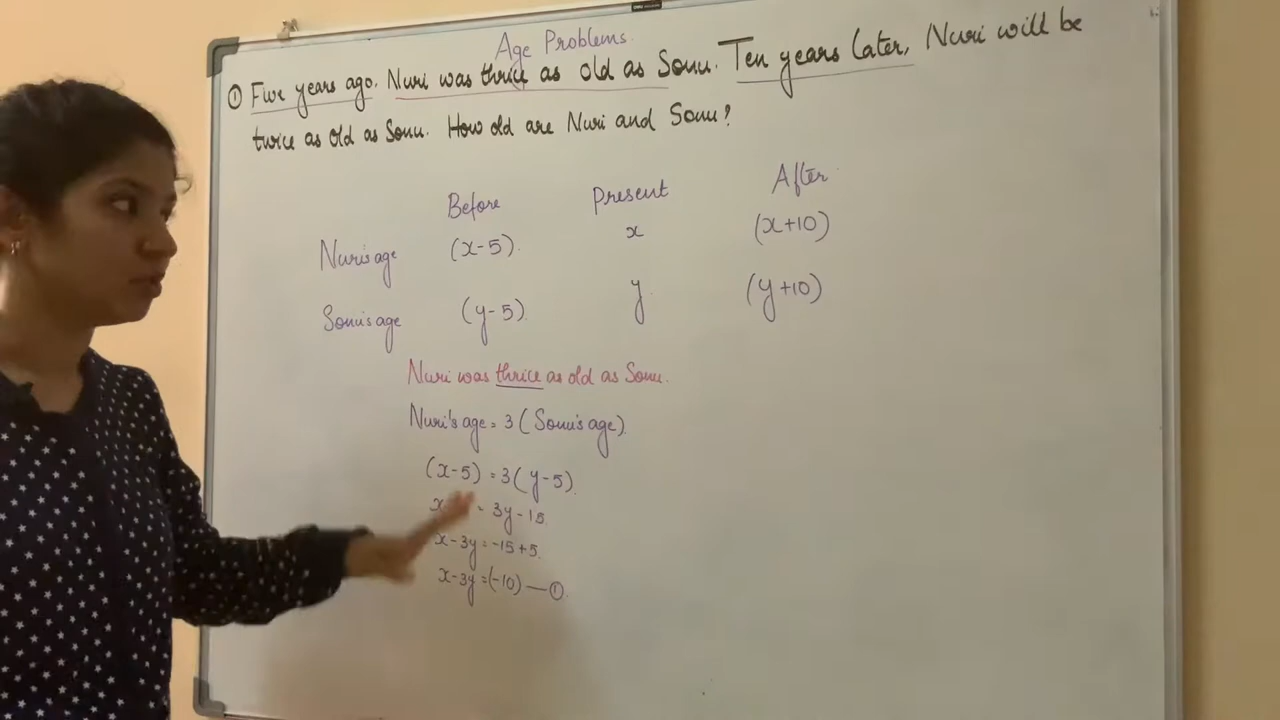 Age Problems.
① Five years ago, Nuri was thrice as old as Sonu. Ten years later, Nuri will be
twice as old as Sonu. How old are Nuri and Sonu?
Before Present After
Nuri's age (x-5) x (x+10)
Sonu's age (y-5) y (y+10)
Nuri was thrice as old as Sonu.
Nuri's age = 3 (Sonu's age)
(x-5) = 3(y-5)
x = 3y-15
x-3y = -15+5
x-3y = (-10) — ①